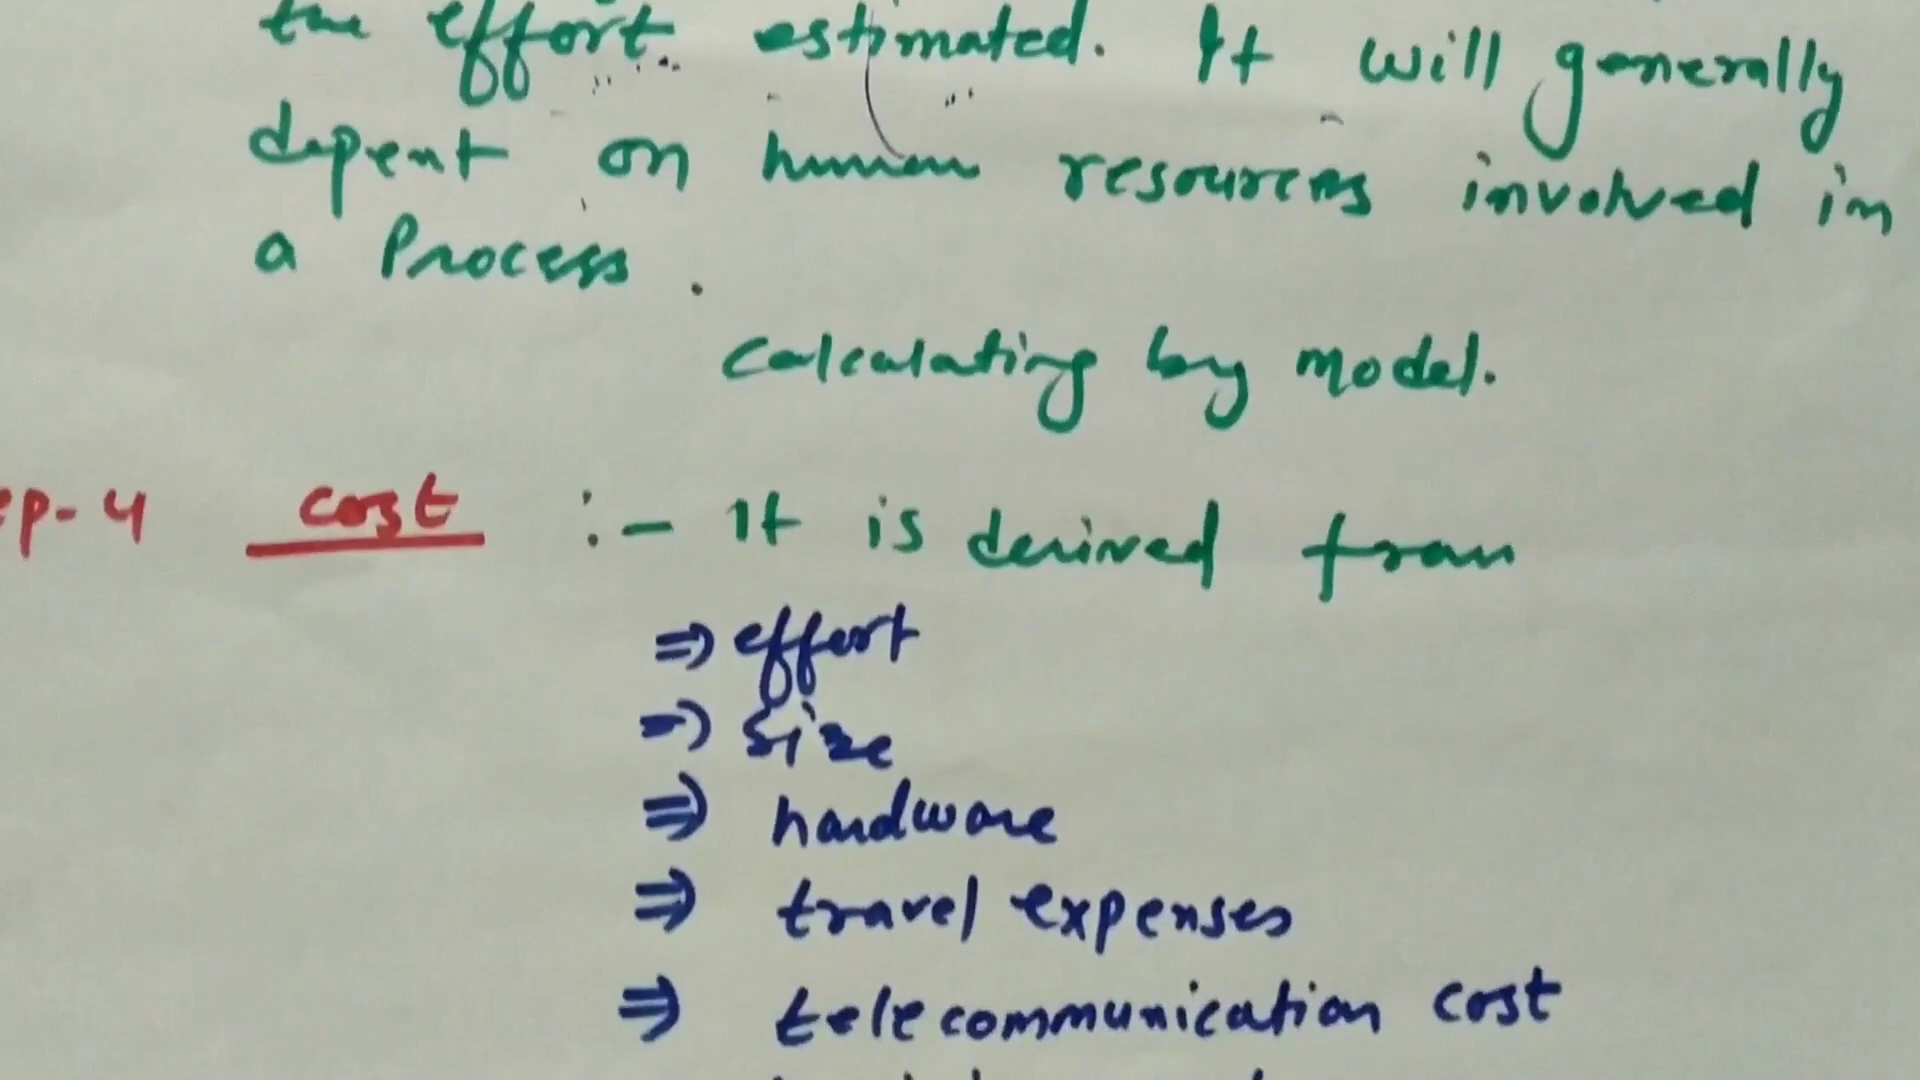 the effort estimated. It will generally
depent on human resources involved in
a Process.
Calculating by model.
ep-4 cost :- It is derived from
⇒ effort
⇒ size
⇒ hardware
⇒ travel expenses
⇒ telecommunication cost